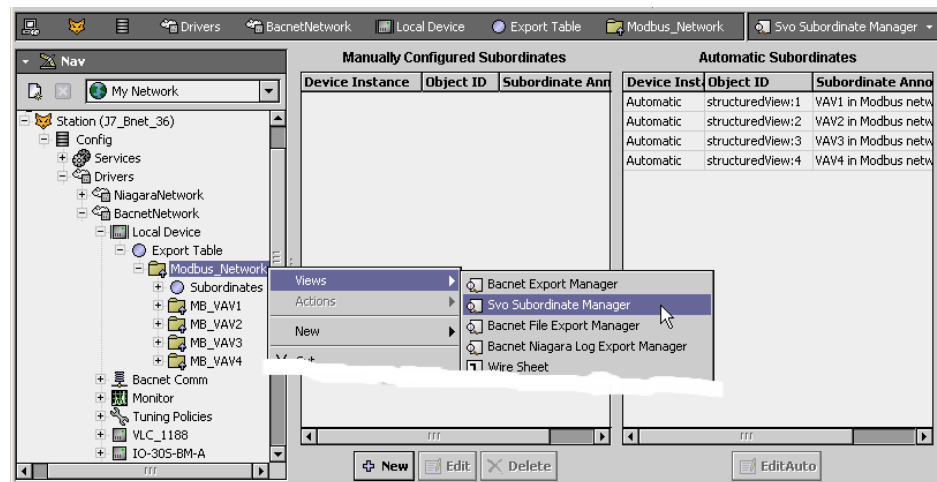 Drivers BacnetNetwork Local Device Export Table Modbus_Network Svo Subordinate Manager
Nav
My Network
Station (J7_Bnet_36)
Config
Services
Drivers
NiagaraNetwork
BacnetNetwork
Local Device
Export Table
Modbus_Network
Subordinates
MB_VAV1
MB_VAV2
MB_VAV3
MB_VAV4
Bacnet Comm
Monitor
Tuning Policies
VLC_1188
IO-30S-BM-A
Manually Configured Subordinates
Device Instance Object ID Subordinate Ann
Automatic Subordinates
Device Inst Object ID Subordinate Anno
Automatic structuredView:1 VAV1 in Modbus netw
Automatic structuredView:2 VAV2 in Modbus netw
Automatic structuredView:3 VAV3 in Modbus netw
Automatic structuredView:4 VAV4 in Modbus netw
Views
Actions
New
Bacnet Export Manager
Svo Subordinate Manager
Bacnet File Export Manager
Bacnet Niagara Log Export Manager
Wire Sheet
New Edit Delete
EditAuto